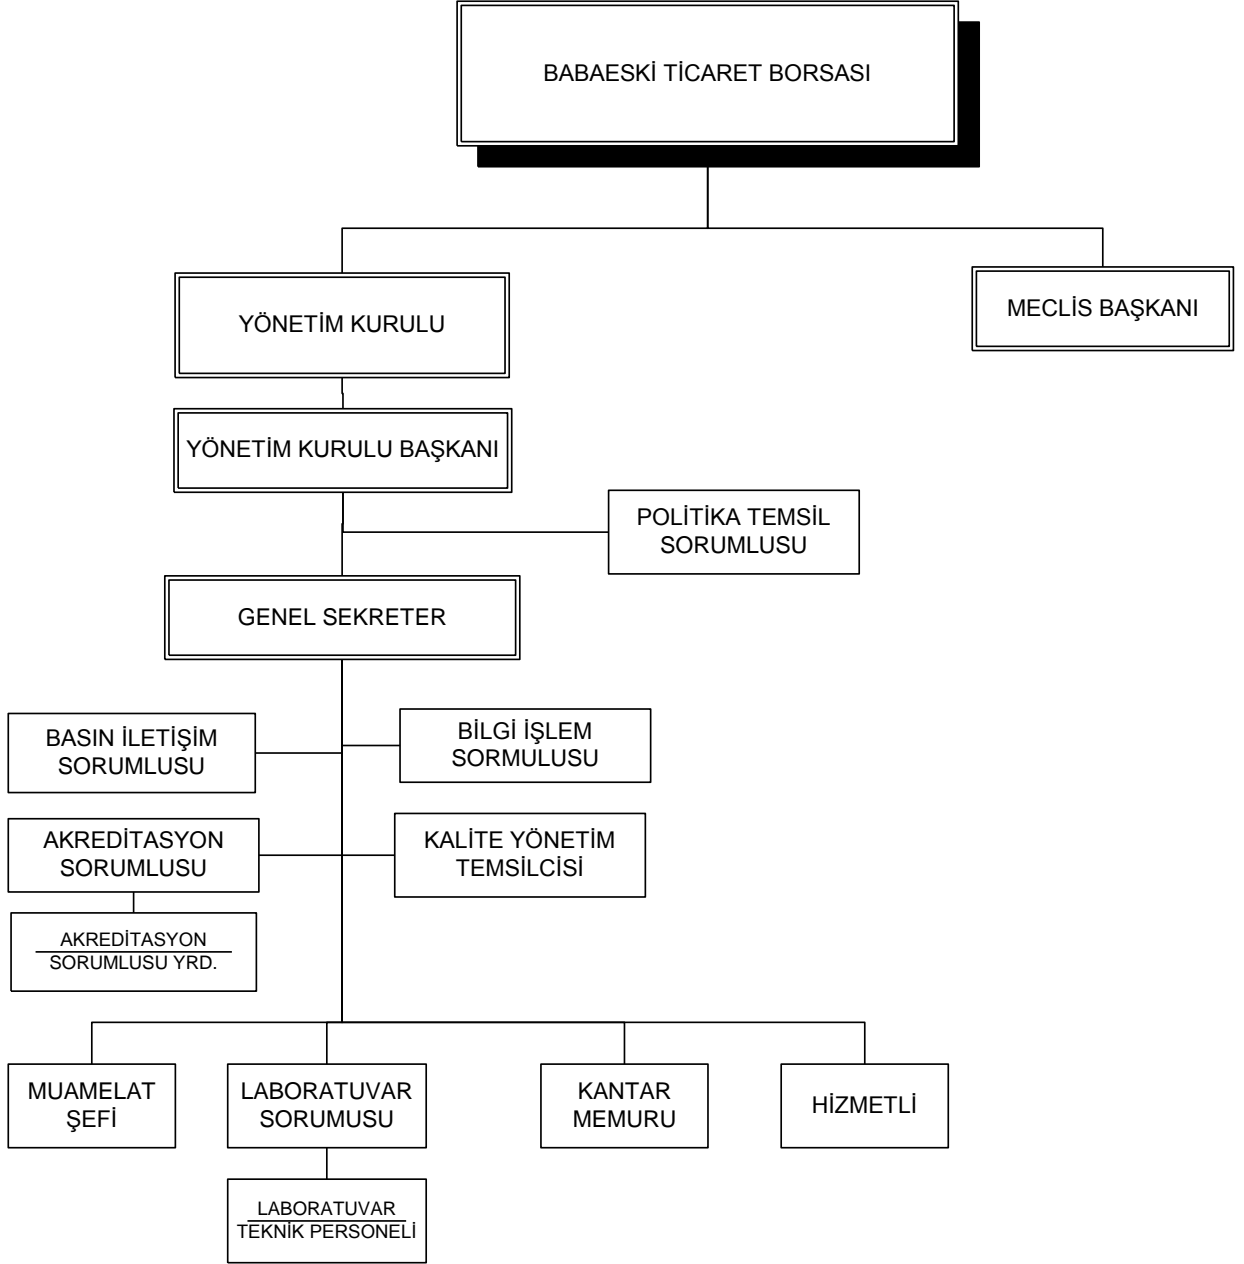 BABAESKİ TİCARET BORSASI
YÖNETİM KURULU
MECLİS BAŞKANI
YÖNETİM KURULU BAŞKANI
POLİTİKA TEMSİL
SORUMLUSU
GENEL SEKRETER
BASIN İLETİŞİM
SORUMLUSU
BİLGİ İŞLEM
SORMULUSU
AKREDİTASYON
SORUMLUSU
KALİTE YÖNETİM
TEMSİLCİSİ
AKREDİTASYON
SORUMLUSU YRD.
MUAMELAT
ŞEFİ
LABORATUVAR
SORUMUSU
KANTAR
MEMURU
HİZMETLİ
LABORATUVAR
TEKNİK PERSONELİ